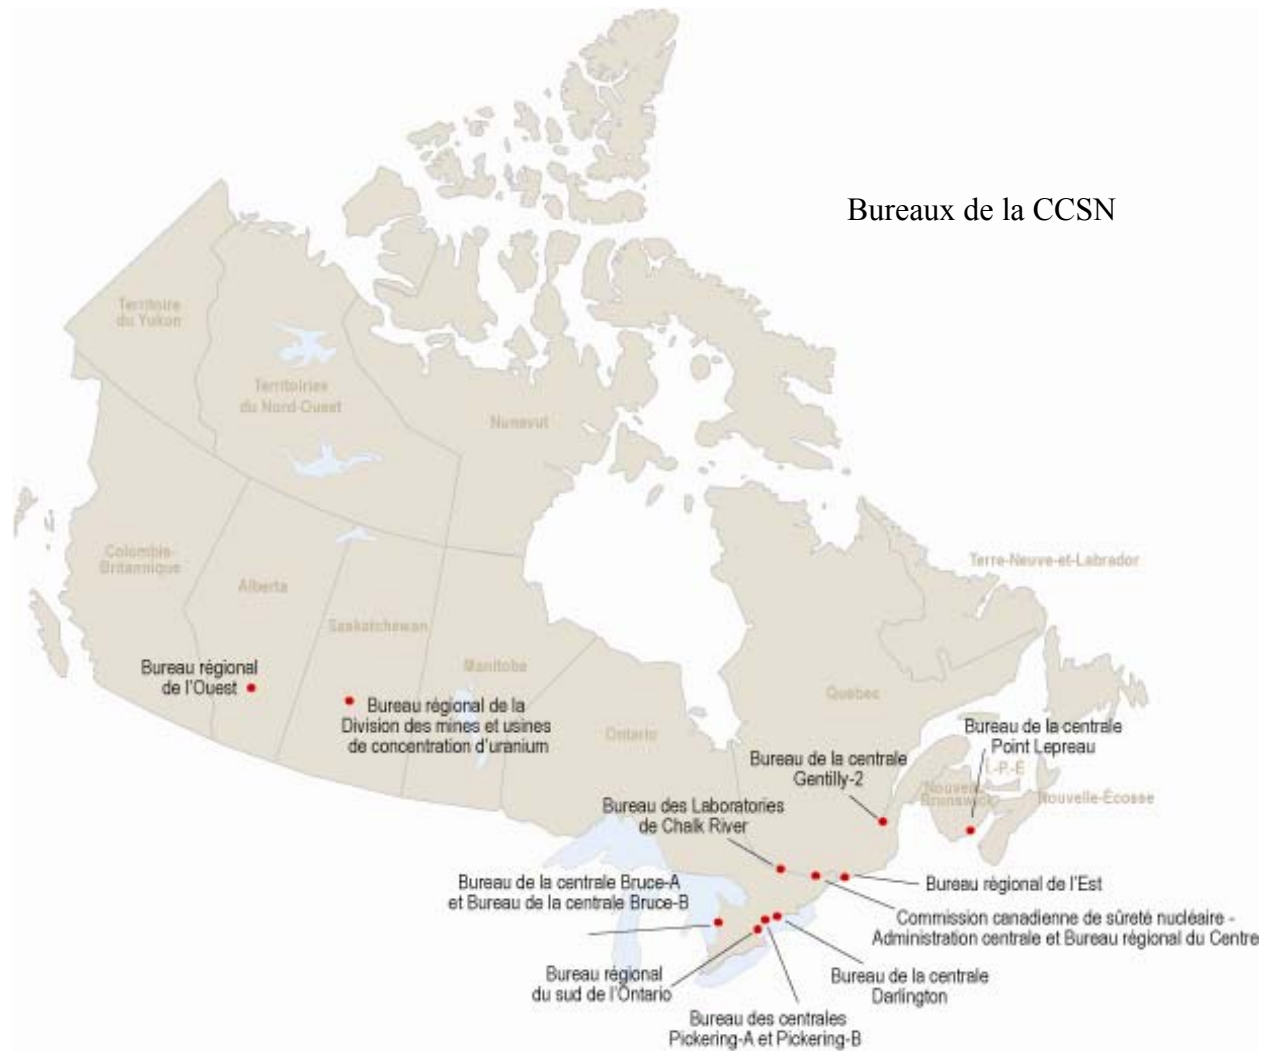 Bureaux de la CCSN
Territoire
du Yukon
Territoiries
du Nord-Ouest
Nunavut
Colombie-
Britannique
Alberta
Saskatchewan
Manitobe
Ontario
Québec
Terre-Neuve-et-Labrador
Bureau régional
de l'Ouest
Bureau régional de la
Division des mines et usines
de concentration d'uranium
Bureau de la centrale
Point Lepreau
Î.-P.-É
Nouveau
Brunswick
Nouvelle-Écosse
Bureau de la centrale
Gentilly-2
Bureau des Laboratories
de Chalk River
Bureau de la centrale Bruce-A
et Bureau de la centrale Bruce-B
Bureau régional de l'Est
Commission canadienne de sûreté nucléaire -
Administration centrale et Bureau régional du Centre
Bureau régional
du sud de l'Ontario
Bureau de la centrale
Darlington
Bureau des centrales
Pickering-A et Pickering-B